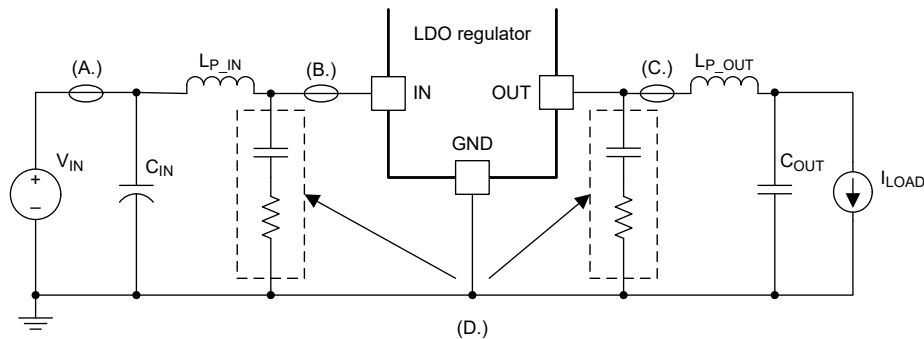 LDO regulator
(A.)
L_P_IN
(B.)
(C.)
L_P_OUT
IN
OUT
GND
V_IN
+
–
C_IN
C_OUT
I_LOAD
(D.)